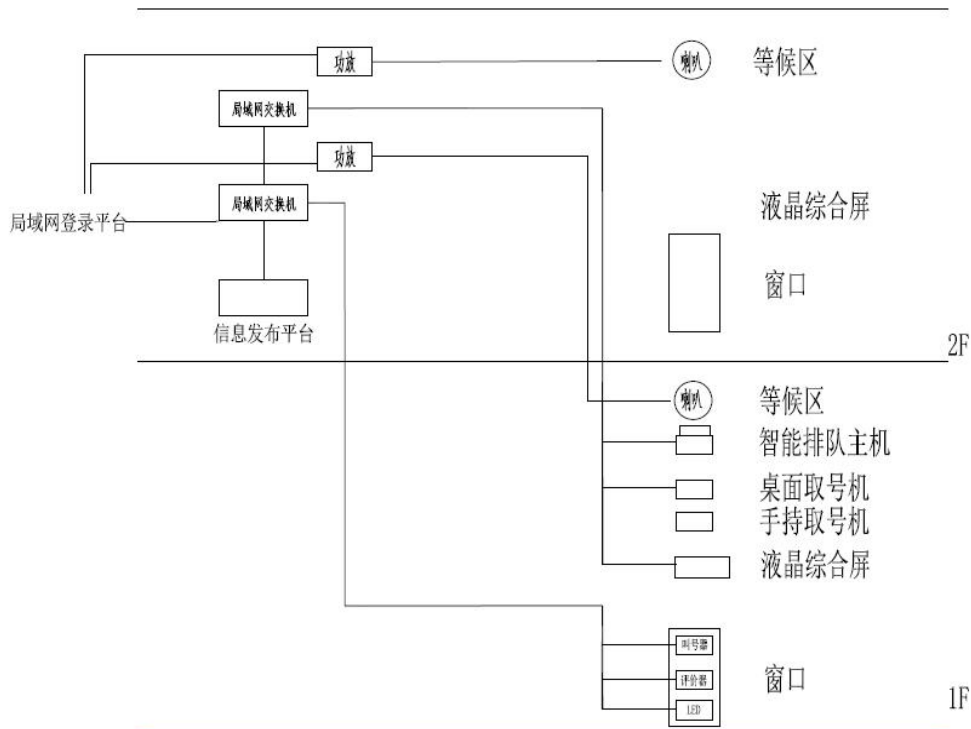 功放
喇叭
等候区
局域网交换机
功放
局域网交换机
液晶综合屏
局域网登录平台
窗口
信息发布平台
2F
喇叭
等候区
智能排队主机
桌面取号机
手持取号机
液晶综合屏
叫号器
评价器
窗口
LED
1F